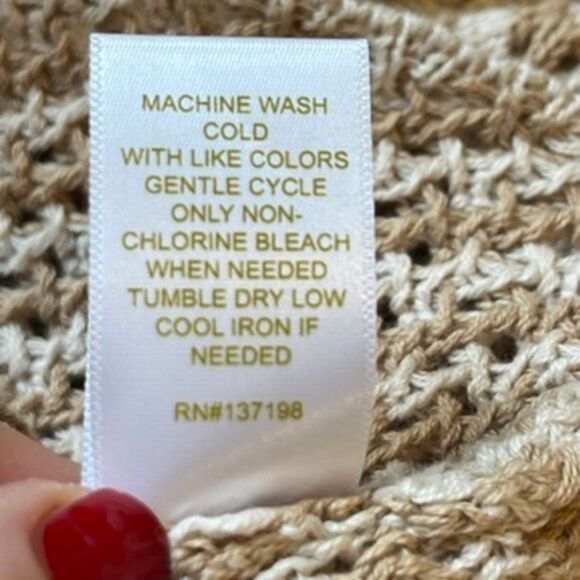 MACHINE WASH
COLD
WITH LIKE COLORS
GENTLE CYCLE
ONLY NON-
CHLORINE BLEACH
WHEN NEEDED
TUMBLE DRY LOW
COOL IRON IF
NEEDED
RN#137198